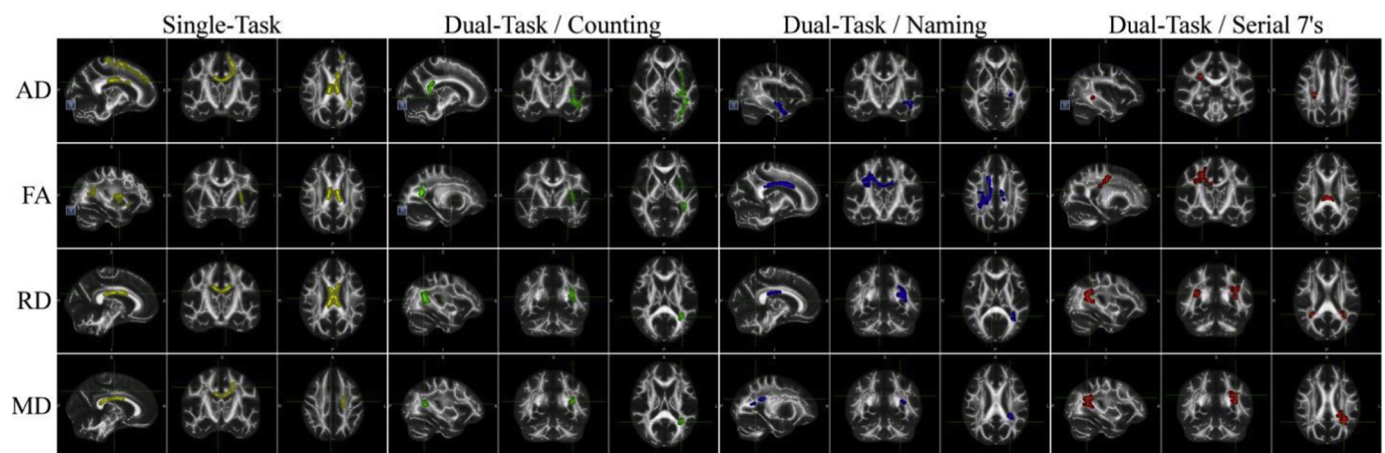 Single-Task Dual-Task / Counting Dual-Task / Naming Dual-Task / Serial 7's
AD
FA
RD
MD